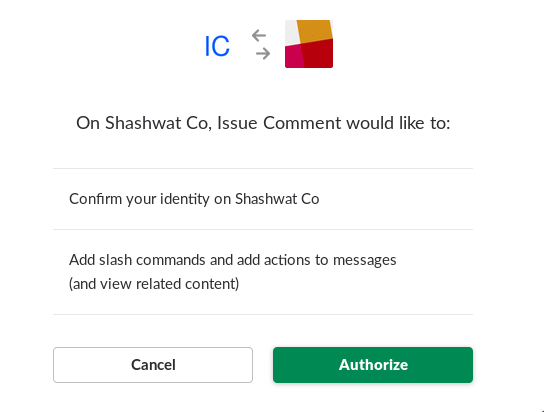 IC
On Shashwat Co, Issue Comment would like to:
Confirm your identity on Shashwat Co
Add slash commands and add actions to messages
(and view related content)
Cancel
Authorize